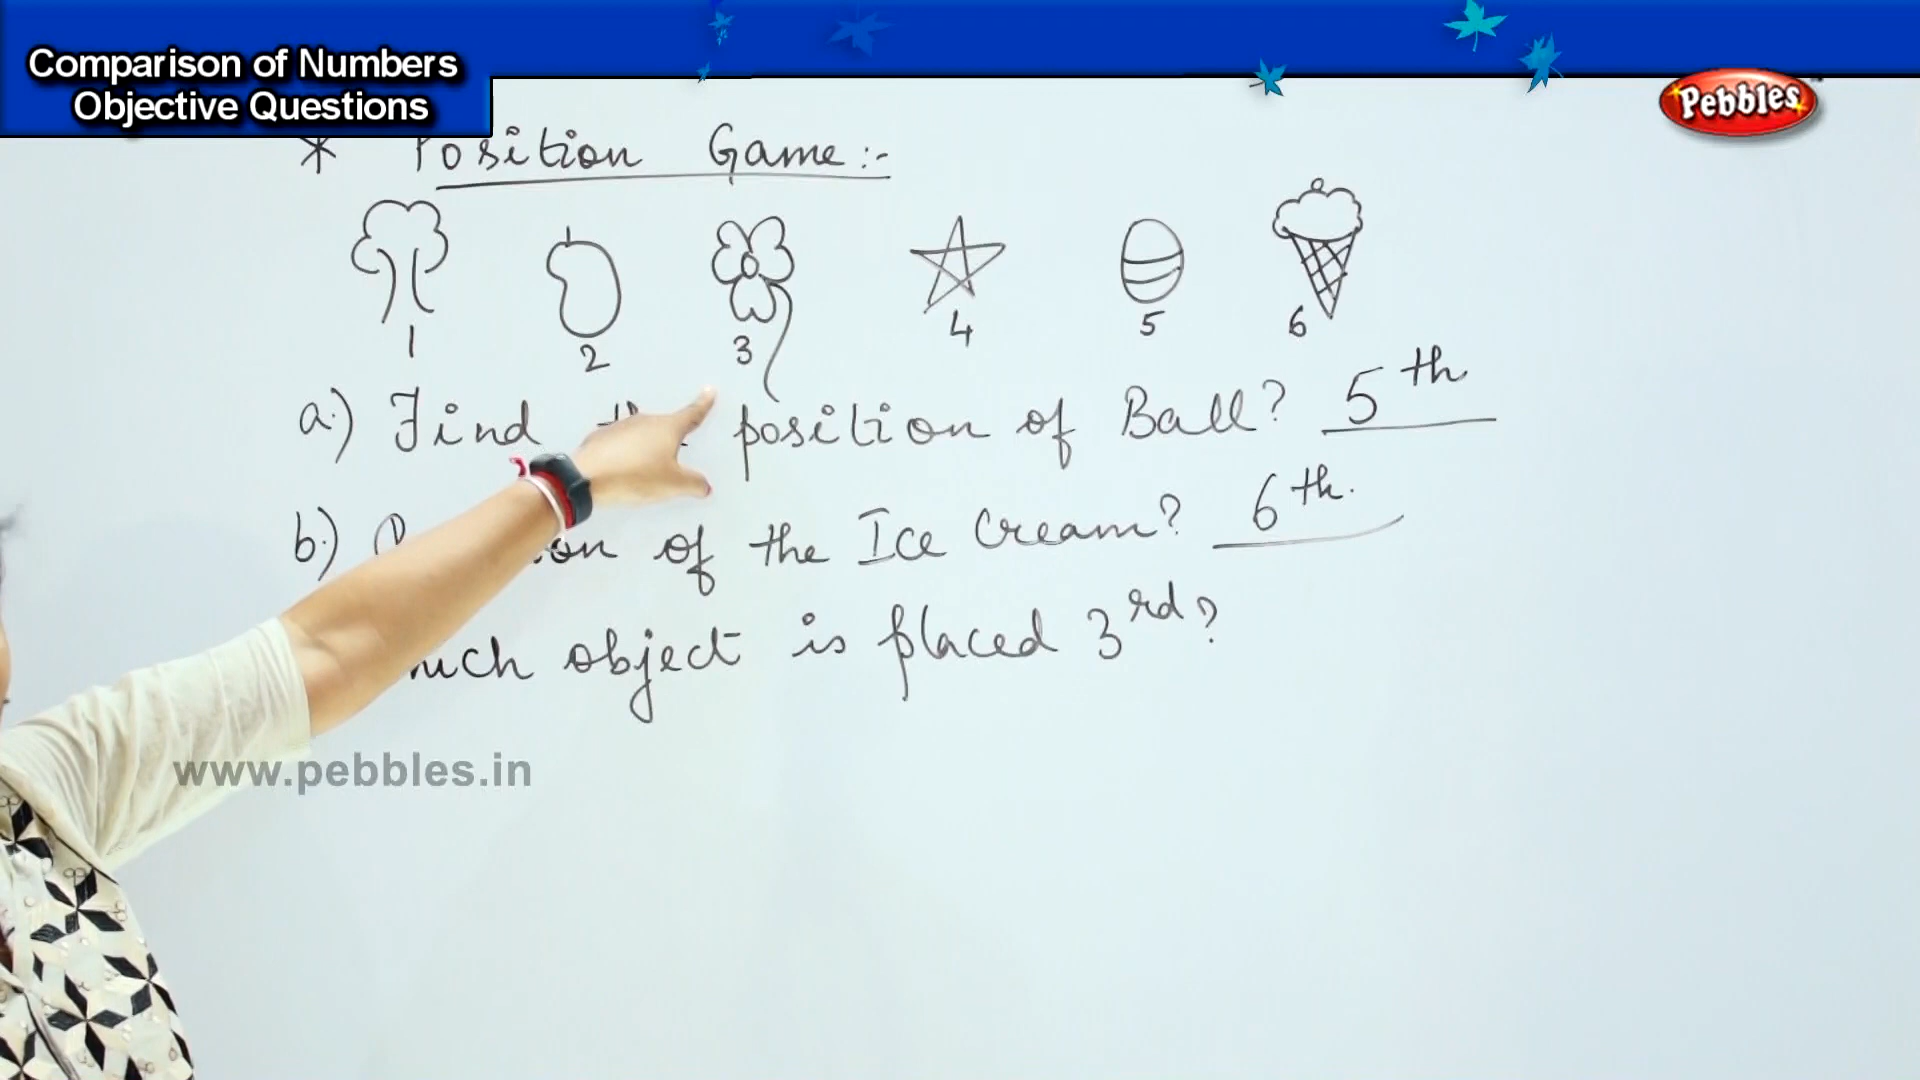 Comparison of Numbers
Objective Questions
Pebbles
* Position Game:-
1 2 3 4 5 6
a.) Find position of Ball? 5th
b.) of the Ice Cream? 6th.
object is placed 3rd?
www.pebbles.in